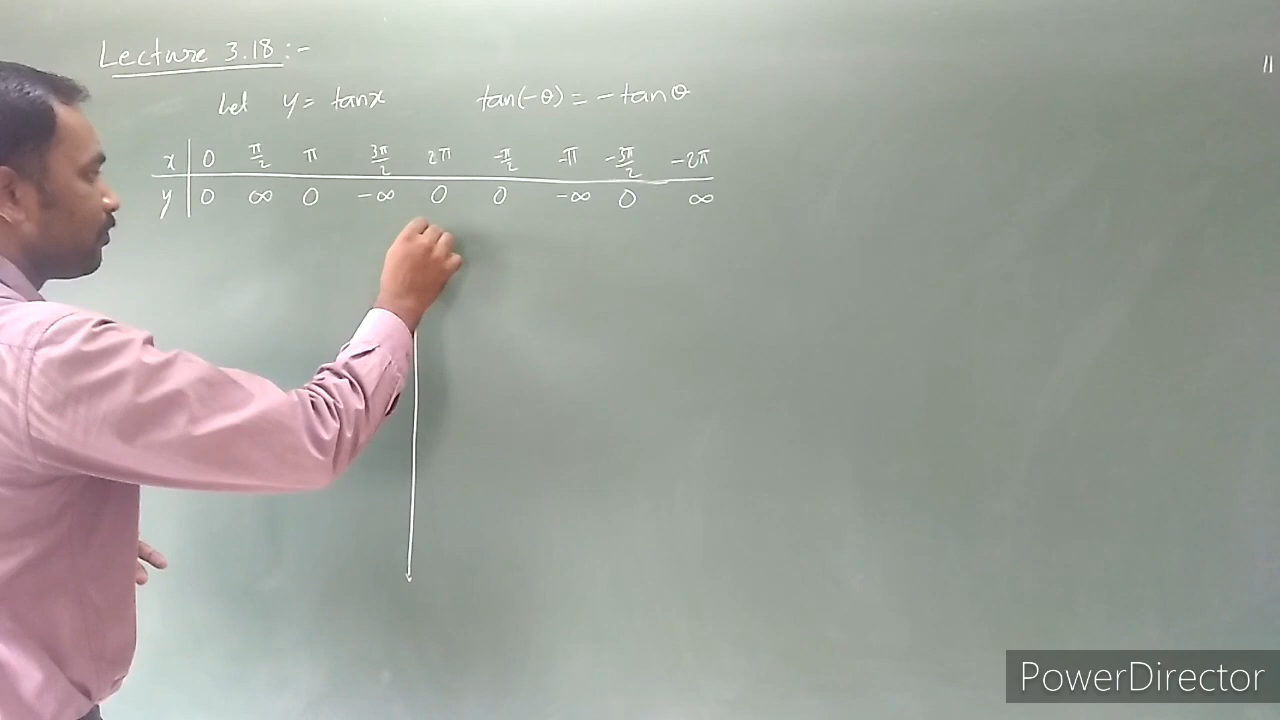 Lecture 3.18:-
11
Let y = tanx tan(-θ) = -tanθ
x | 0 π/2 π 3π/2 2π -π/2 -π -3π/2 -2π
y | 0 ∞ 0 -∞ 0 0 -∞ 0 ∞
PowerDirector